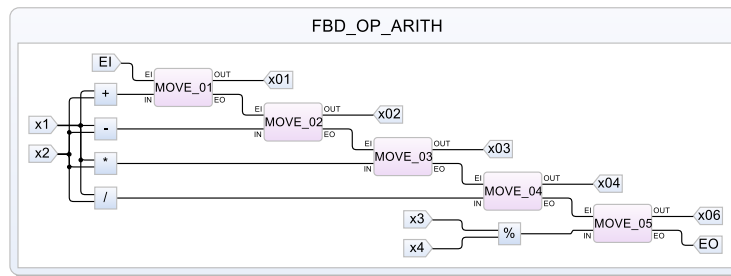 FBD_OP_ARITH
EI
EI OUT
MOVE_01
IN EO
x01
+
EI OUT
MOVE_02
IN EO
x02
x1
-
EI OUT
MOVE_03
IN EO
x03
x2
*
EI OUT
MOVE_04
IN EO
x04
/
EI OUT
MOVE_05
IN EO
x06
x3
%
x4
EO